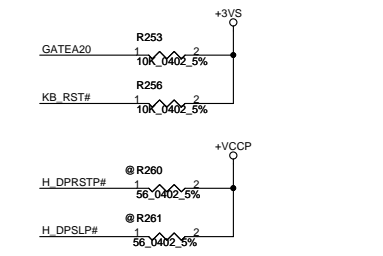 +3VS
R253
GATEA20 1 2
10K_0402_5%
R256
KB_RST# 1 2
10K_0402_5%
+VCCP
@ R260
H_DPRSTP# 1 2
56_0402_5%
@ R261
H_DPSLP# 1 2
56_0402_5%